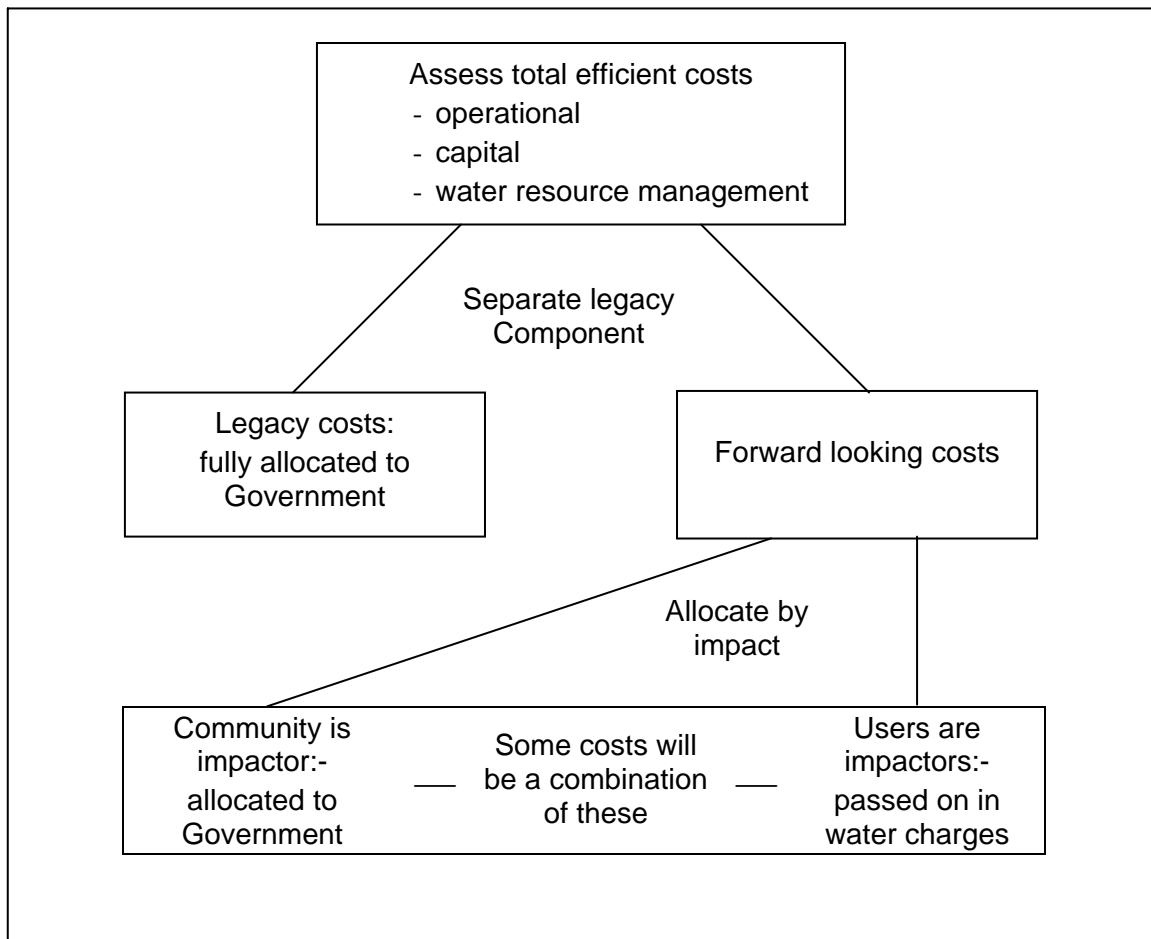 Assess total efficient costs
- operational
- capital
- water resource management
Separate legacy
Component
Legacy costs:
fully allocated to
Government
Forward looking costs
Allocate by
impact
Community is
impactor:-
allocated to
Government
Some costs will
be a combination
of these
Users are
impactors:-
passed on in
water charges